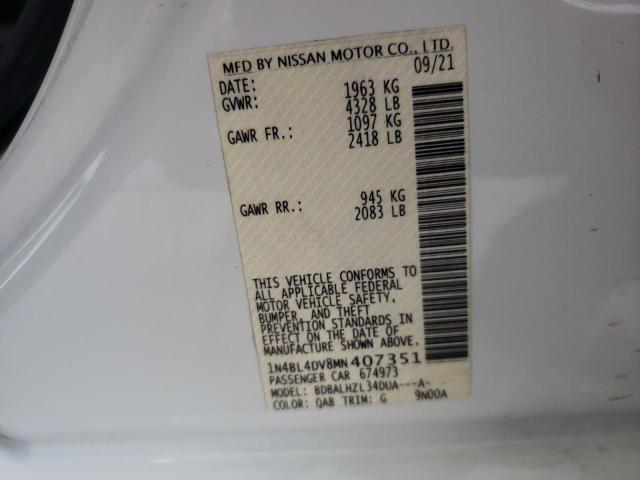 MFD BY NISSAN MOTOR CO., LTD.
DATE: 09/21
GVWR: 1963 KG
4328 LB
GAWR FR.: 1097 KG
2418 LB
GAWR RR.: 945 KG
2083 LB
THIS VEHICLE CONFORMS TO
ALL APPLICABLE FEDERAL
MOTOR VEHICLE SAFETY,
BUMPER, AND THEFT
PREVENTION STANDARDS IN
EFFECT ON THE DATE OF
MANUFACTURE SHOWN ABOVE.
1N4BL4DV8MN407351
PASSENGER CAR 674973
MODEL: BDBALHZL34DUA---A-
COLOR: QAB TRIM: G 9N00A